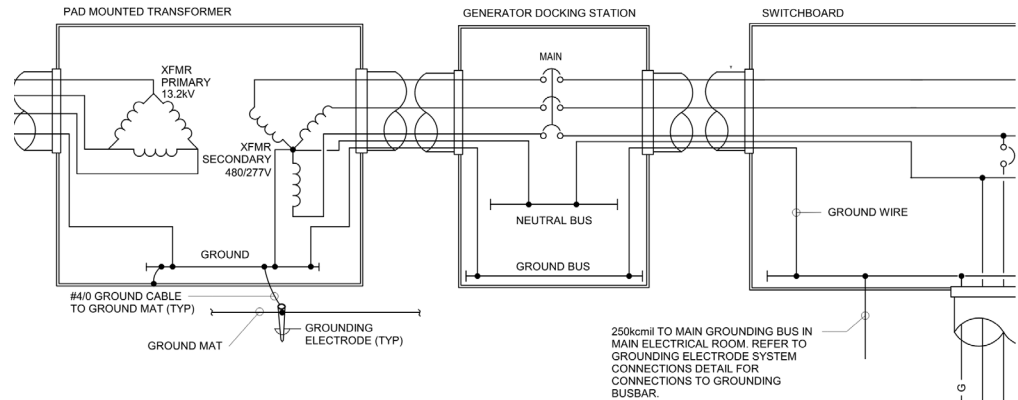 PAD MOUNTED TRANSFORMER
GENERATOR DOCKING STATION
SWITCHBOARD
XFMR
PRIMARY
13.2kV
MAIN
XFMR
SECONDARY
480/277V
NEUTRAL BUS
GROUND WIRE
GROUND
GROUND BUS
#4/0 GROUND CABLE
TO GROUND MAT (TYP)
GROUND MAT
GROUNDING
ELECTRODE (TYP)
250kcmil TO MAIN GROUNDING BUS IN
MAIN ELECTRICAL ROOM. REFER TO
GROUNDING ELECTRODE SYSTEM
CONNECTIONS DETAIL FOR
CONNECTIONS TO GROUNDING
BUSBAR.
G